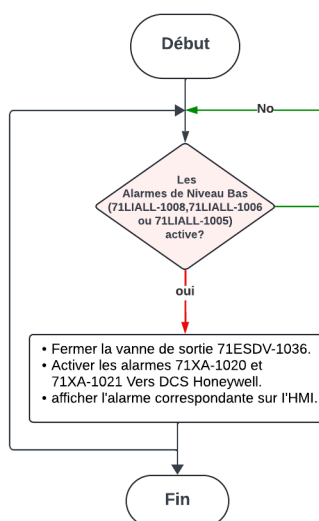 Début
No
Les
Alarmes de Niveau Bas
(71LIALL-1008,71LIALL-1006
ou 71LIALL-1005)
active?
oui
• Fermer la vanne de sortie 71ESDV-1036.
• Activer les alarmes 71XA-1020 et
71XA-1021 Vers DCS Honeywell.
• afficher l'alarme correspondante sur l'HMI.
Fin